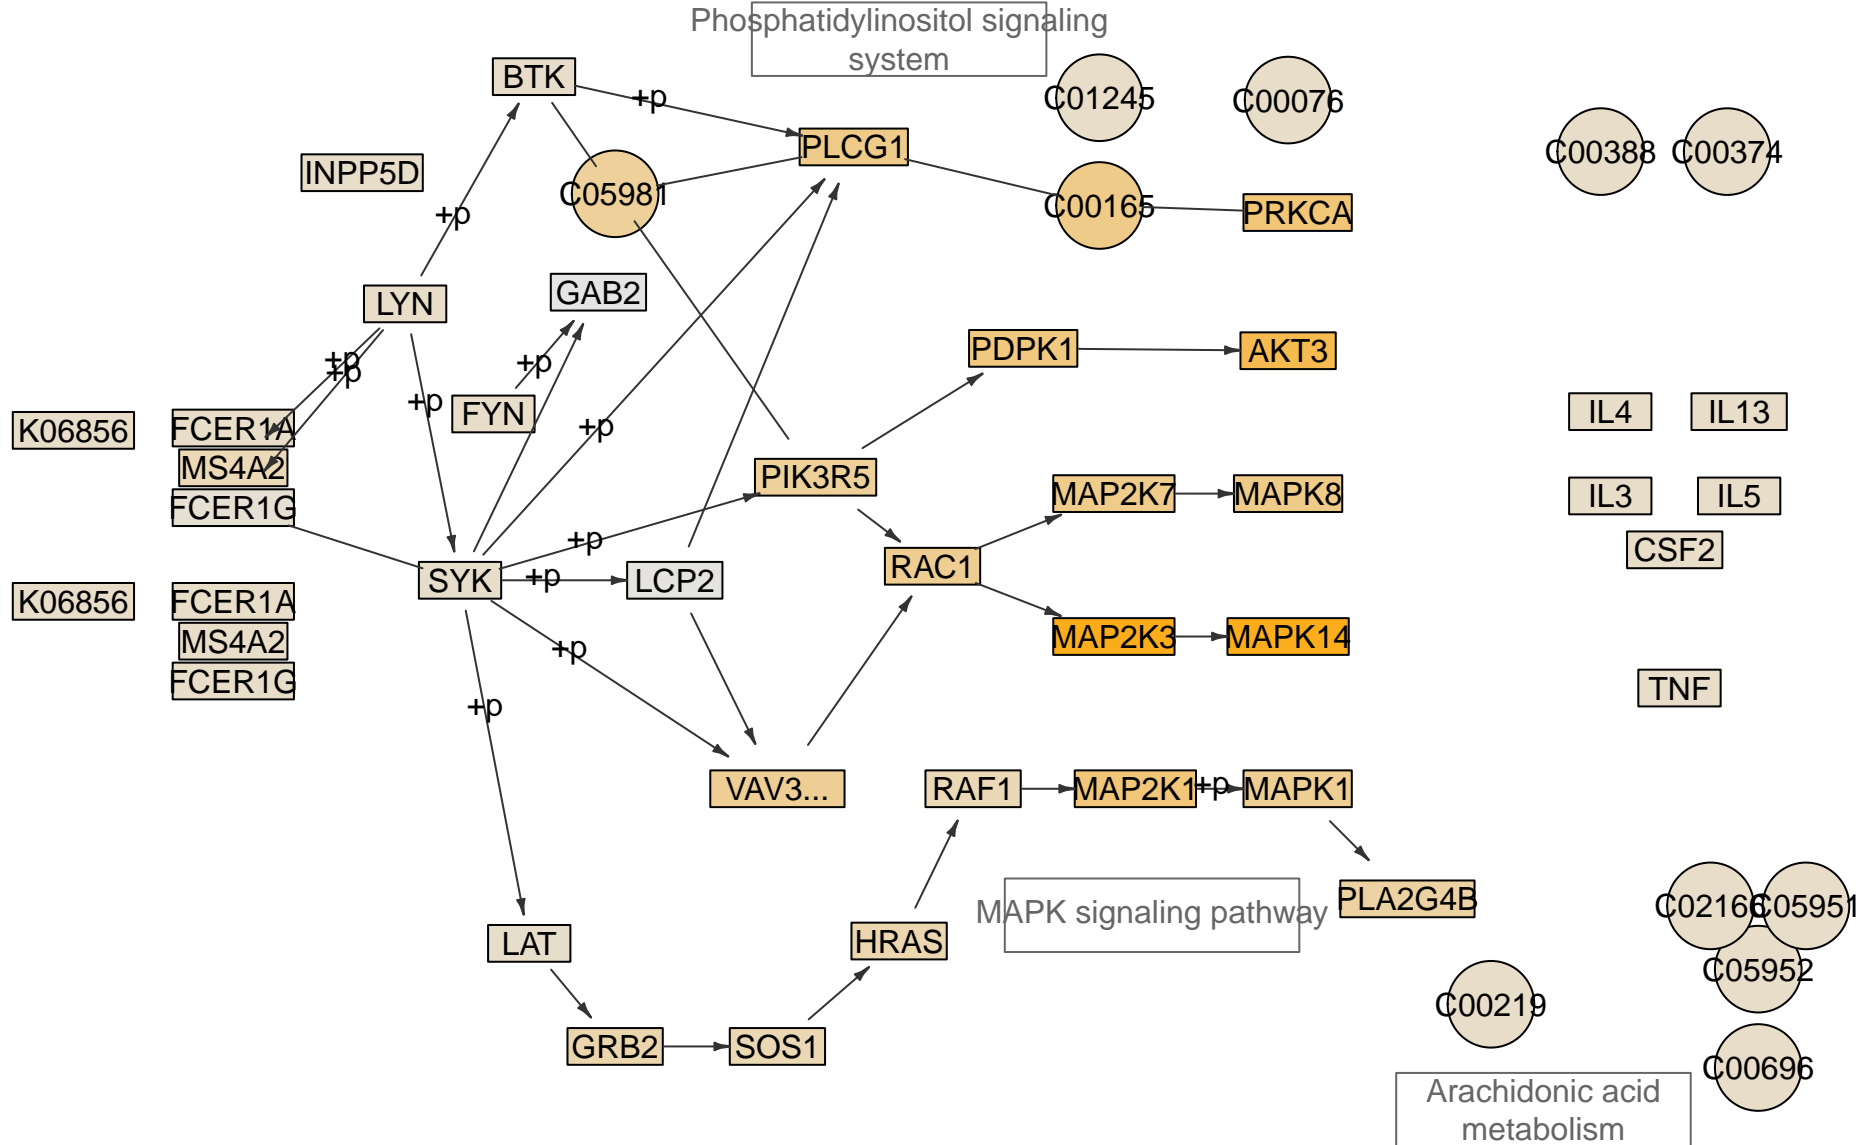 Phosphatidylinositol signaling
system
BTK
+p
C01245
C00076
PLCG1
C00388
C00374
INPP5D
C05981
C00165
PRKCA
+p
LYN
GAB2
+p
+p
+p
PDPK1
AKT3
+p
FYN
+p
K06856
FCER1A
MS4A2
FCER1G
IL4
IL13
PIK3R5
MAP2K7
MAPK8
IL3
IL5
+p
CSF2
SYK
+p
LCP2
RAC1
K06856
FCER1A
MS4A2
FCER1G
+p
MAP2K3
MAPK14
TNF
+p
VAV3...
RAF1
MAP2K1
+p
MAPK1
MAPK signaling pathway
PLA2G4B
C02166
C05951
C05952
LAT
HRAS
C00219
GRB2
SOS1
C00696
Arachidonic acid
metabolism